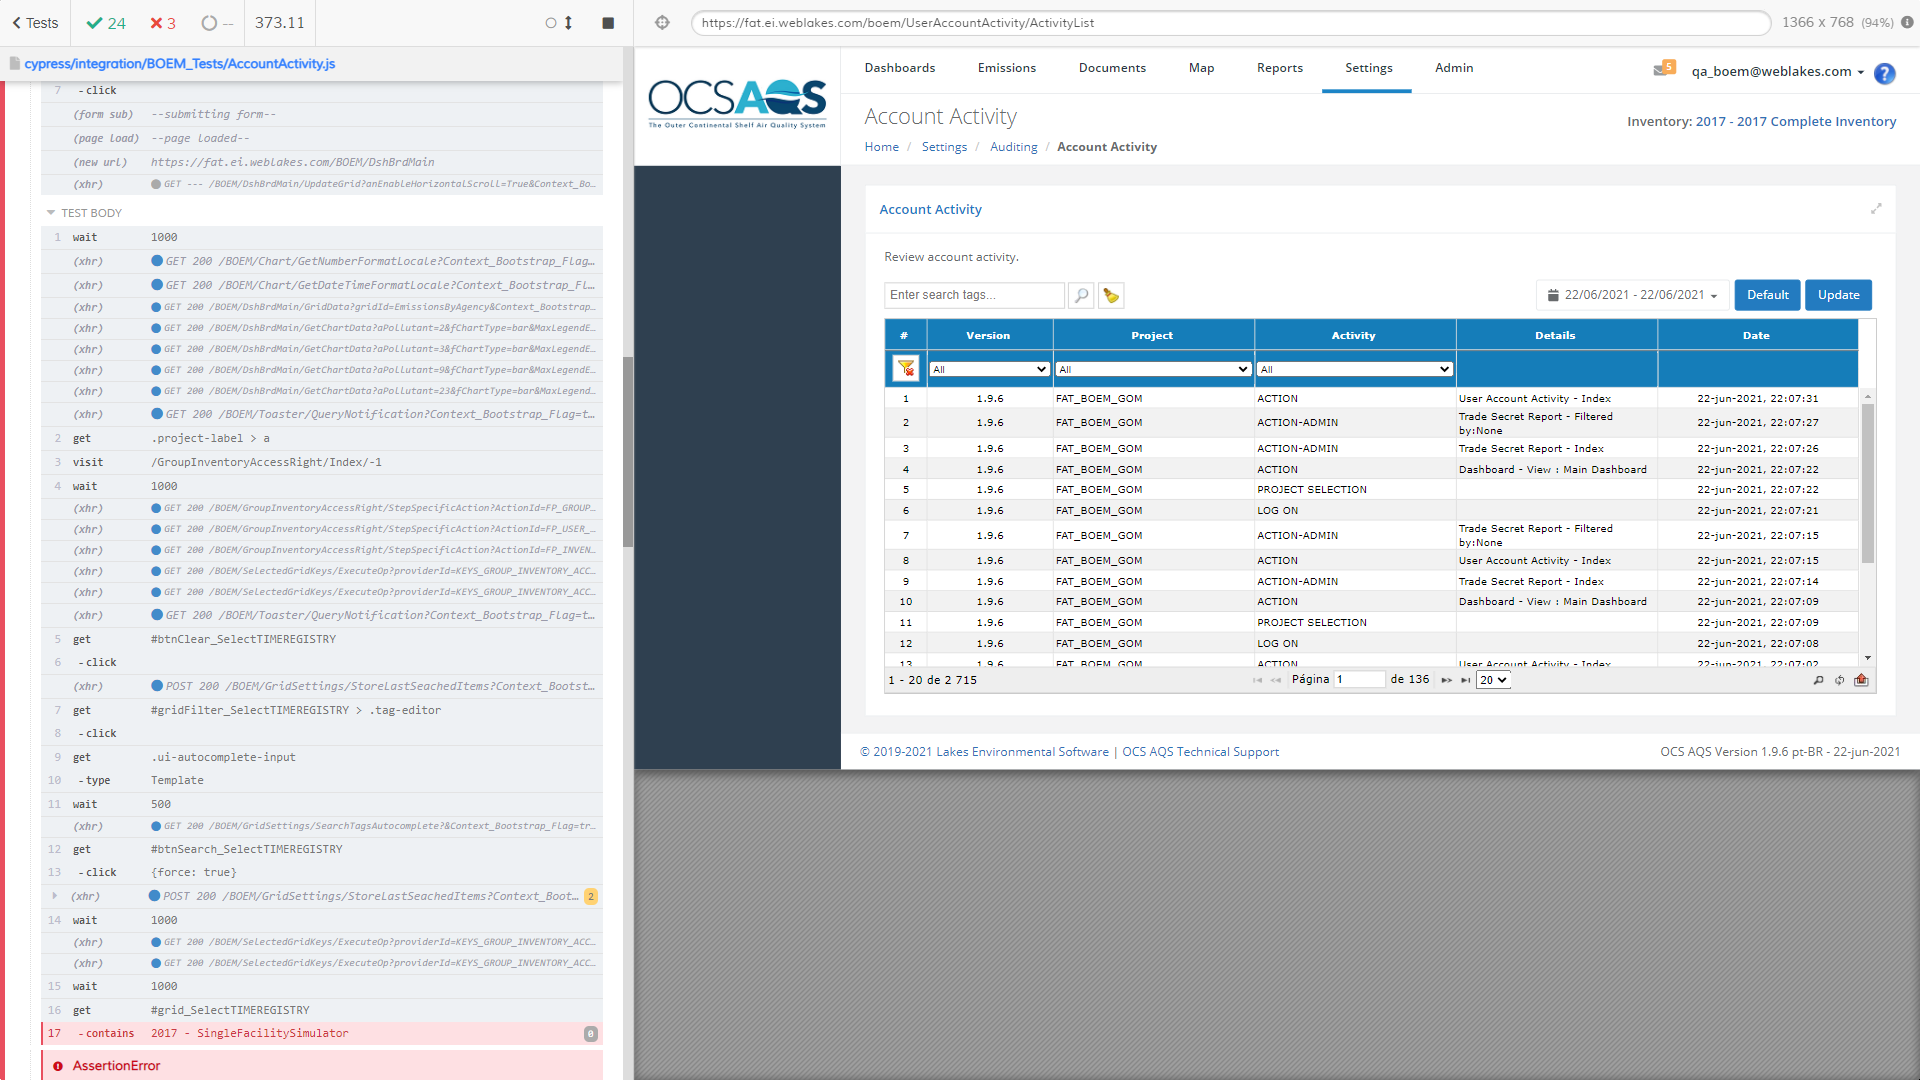 Tests
24
3
--
373.11
https://fat.ei.weblakes.com/boem/UserAccountActivity/ActivityList
1366 x 768 (94%)
cypress/integration/BOEM_Tests/AccountActivity.js
7 -click
(form sub) --submitting form--
(page load) --page loaded--
(new url) https://fat.ei.weblakes.com/BOEM/DshBrdMain
(xhr) GET --- /BOEM/DshBrdMain/UpdateGrid?anEnableHorizontalScroll=True&Context_Bo...
TEST BODY
1 wait 1000
(xhr) GET 200 /BOEM/Chart/GetNumberFormatLocale?Context_Bootstrap_Flag...
(xhr) GET 200 /BOEM/Chart/GetDateTimeFormatLocale?Context_Bootstrap_Fl...
(xhr) GET 200 /BOEM/DshBrdMain/GridData?gridId=EmissionsByAgency&Context_Bootstrap...
(xhr) GET 200 /BOEM/DshBrdMain/GetChartData?aPollutant=2&fChartType=bar&MaxLegendE...
(xhr) GET 200 /BOEM/DshBrdMain/GetChartData?aPollutant=3&fChartType=bar&MaxLegendE...
(xhr) GET 200 /BOEM/DshBrdMain/GetChartData?aPollutant=9&fChartType=bar&MaxLegendE...
(xhr) GET 200 /BOEM/DshBrdMain/GetChartData?aPollutant=23&fChartType=bar&MaxLegend...
(xhr) GET 200 /BOEM/Toaster/QueryNotification?Context_Bootstrap_Flag=t...
2 get .project-label > a
3 visit /GroupInventoryAccessRight/Index/-1
4 wait 1000
(xhr) GET 200 /BOEM/GroupInventoryAccessRight/StepSpecificAction?ActionId=FP_GROUP...
(xhr) GET 200 /BOEM/GroupInventoryAccessRight/StepSpecificAction?ActionId=FP_USER_...
(xhr) GET 200 /BOEM/GroupInventoryAccessRight/StepSpecificAction?ActionId=FP_INVEN...
(xhr) GET 200 /BOEM/SelectedGridKeys/ExecuteOp?providerId=KEYS_GROUP_INVENTORY_ACC...
(xhr) GET 200 /BOEM/SelectedGridKeys/ExecuteOp?providerId=KEYS_GROUP_INVENTORY_ACC...
(xhr) GET 200 /BOEM/Toaster/QueryNotification?Context_Bootstrap_Flag=t...
5 get #btnClear_SelectTIMEREGISTRY
6 -click
(xhr) POST 200 /BOEM/GridSettings/StoreLastSeachedItems?Context_Bootst...
7 get #gridFilter_SelectTIMEREGISTRY > .tag-editor
8 -click
9 get .ui-autocomplete-input
10 -type Template
11 wait 500
(xhr) GET 200 /BOEM/GridSettings/SearchTagsAutocomplete?&Context_Bootstrap_Flag=tr...
12 get #btnSearch_SelectTIMEREGISTRY
13 -click {force: true}
(xhr) POST 200 /BOEM/GridSettings/StoreLastSeachedItems?Context_Boot... 2
14 wait 1000
(xhr) GET 200 /BOEM/SelectedGridKeys/ExecuteOp?providerId=KEYS_GROUP_INVENTORY_ACC...
(xhr) GET 200 /BOEM/SelectedGridKeys/ExecuteOp?providerId=KEYS_GROUP_INVENTORY_ACC...
15 wait 1000
16 get #grid_SelectTIMEREGISTRY
17 -contains 2017 - SingleFacilitySimulator 0
AssertionError
OCSAQS
The Outer Continental Shelf Air Quality System
Dashboards Emissions Documents Map Reports Settings Admin
5 qa_boem@weblakes.com ?
Account Activity
Inventory: 2017 - 2017 Complete Inventory
Home / Settings / Auditing / Account Activity
Account Activity
Review account activity.
Enter search tags...
22/06/2021 - 22/06/2021 Default Update
# Version Project Activity Details Date
All All All
1 1.9.6 FAT_BOEM_GOM ACTION User Account Activity - Index 22-jun-2021, 22:07:31
2 1.9.6 FAT_BOEM_GOM ACTION-ADMIN Trade Secret Report - Filtered by:None 22-jun-2021, 22:07:27
3 1.9.6 FAT_BOEM_GOM ACTION-ADMIN Trade Secret Report - Index 22-jun-2021, 22:07:26
4 1.9.6 FAT_BOEM_GOM ACTION Dashboard - View : Main Dashboard 22-jun-2021, 22:07:22
5 1.9.6 FAT_BOEM_GOM PROJECT SELECTION 22-jun-2021, 22:07:22
6 1.9.6 FAT_BOEM_GOM LOG ON 22-jun-2021, 22:07:21
7 1.9.6 FAT_BOEM_GOM ACTION-ADMIN Trade Secret Report - Filtered by:None 22-jun-2021, 22:07:15
8 1.9.6 FAT_BOEM_GOM ACTION User Account Activity - Index 22-jun-2021, 22:07:15
9 1.9.6 FAT_BOEM_GOM ACTION-ADMIN Trade Secret Report - Index 22-jun-2021, 22:07:14
10 1.9.6 FAT_BOEM_GOM ACTION Dashboard - View : Main Dashboard 22-jun-2021, 22:07:09
11 1.9.6 FAT_BOEM_GOM PROJECT SELECTION 22-jun-2021, 22:07:09
12 1.9.6 FAT_BOEM_GOM LOG ON 22-jun-2021, 22:07:08
13 1.9.6 FAT_BOEM_GOM ACTION User Account Activity - Index 22-jun-2021, 22:07:02
1 - 20 de 2 715 Página 1 de 136 20
© 2019-2021 Lakes Environmental Software | OCS AQS Technical Support
OCS AQS Version 1.9.6 pt-BR - 22-jun-2021